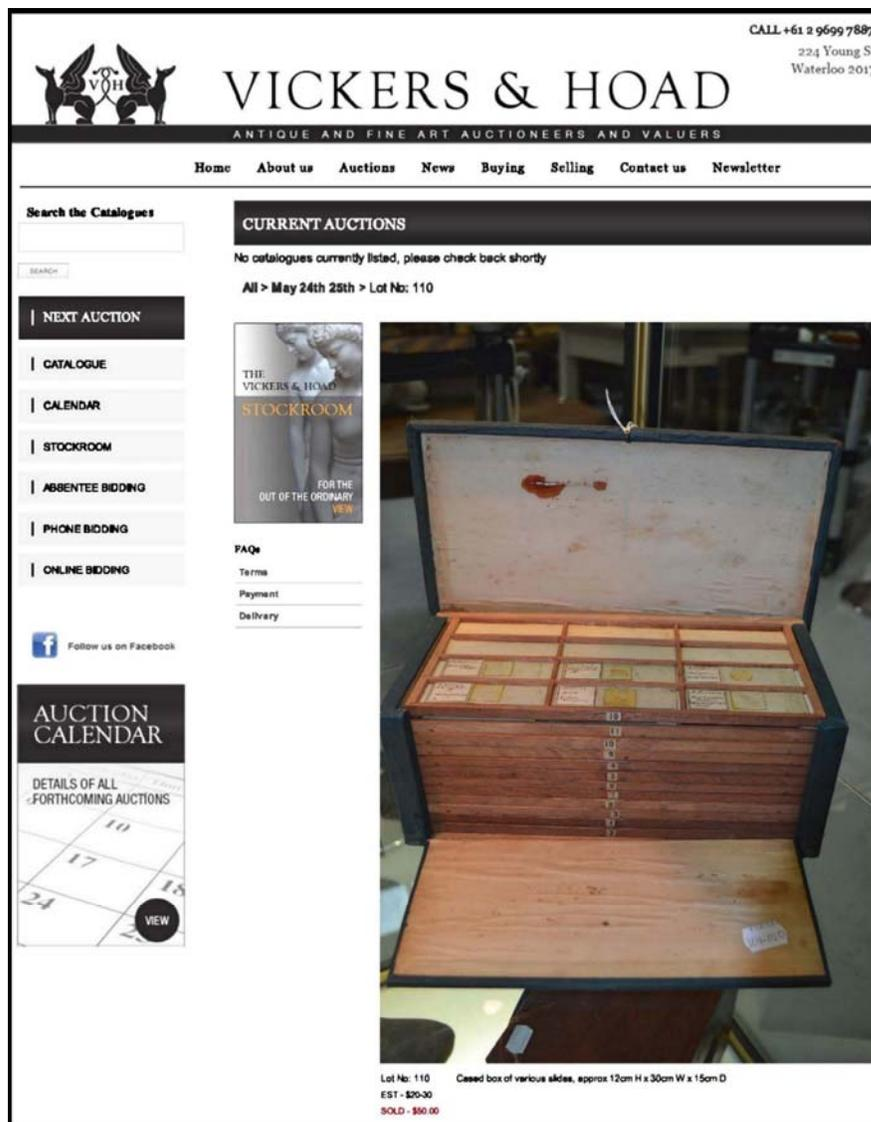 CALL +61 2 9699 7887
224 Young S
Waterloo 2017
V H
VICKERS & HOAD
ANTIQUE AND FINE ART AUCTIONEERS AND VALUERS
Home About us Auctions News Buying Selling Contact us Newsletter
Search the Catalogues
SEARCH
NEXT AUCTION
CATALOGUE
CALENDAR
STOCKROOM
ABSENTEE BIDDING
PHONE BIDDING
ONLINE BIDDING
f Follow us on Facebook
AUCTION
CALENDAR
DETAILS OF ALL
FORTHCOMING AUCTIONS
10
17
18
24
VIEW
CURRENT AUCTIONS
No catalogues currently listed, please check back shortly
All > May 24th 25th > Lot No: 110
THE
VICKERS & HOAD
STOCKROOM
FOR THE
OUT OF THE ORDINARY
VIEW
FAQs
Terms
Payment
Delivery
11
10
9
Lot No: 110 Cased box of various slides, approx 12cm H x 30cm W x 15cm D
EST - $20-30
SOLD - $50.00